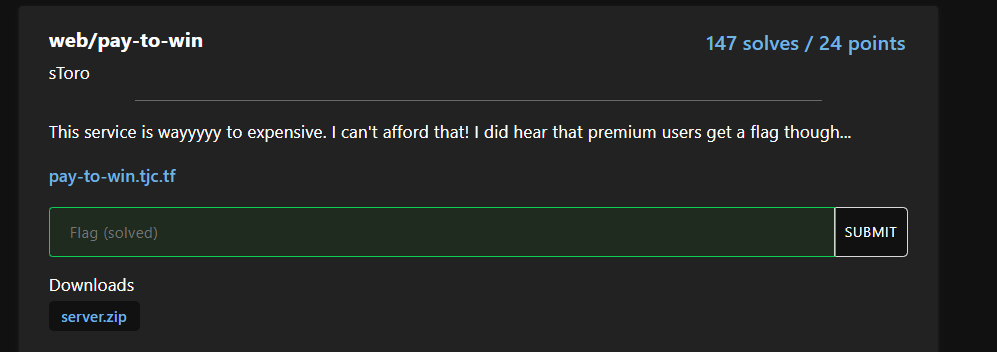 web/pay-to-win
147 solves / 24 points
sToro
This service is wayyyyy to expensive. I can't afford that! I did hear that premium users get a flag though...
pay-to-win.tjc.tf
Flag (solved)
SUBMIT
Downloads
server.zip